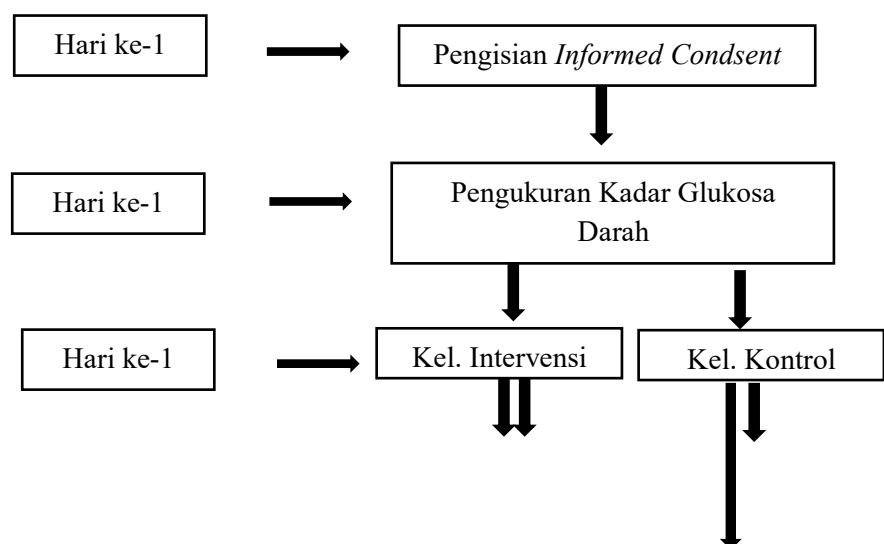 Hari ke-1
Pengisian Informed Condsent
Hari ke-1
Pengukuran Kadar Glukosa
Darah
Hari ke-1
Kel. Intervensi
Kel. Kontrol